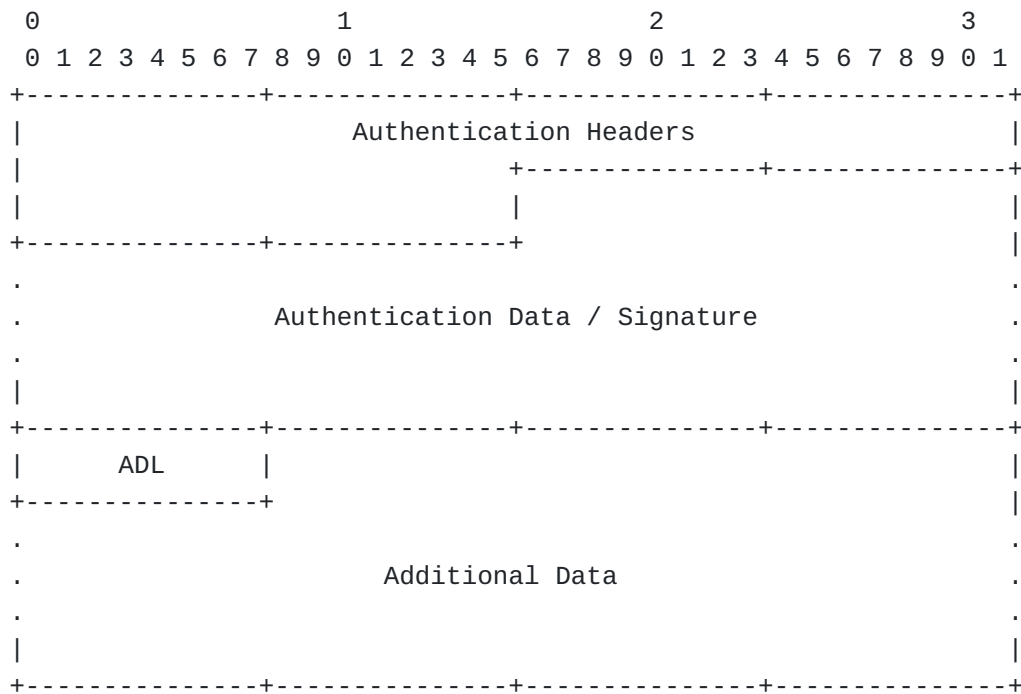 0                   1                   2                   3
 0 1 2 3 4 5 6 7 8 9 0 1 2 3 4 5 6 7 8 9 0 1 2 3 4 5 6 7 8 9 0 1
+---------------+---------------+---------------+---------------+
|                     Authentication Headers                    |
|                               +---------------+---------------+
|                               |                               |
+---------------+---------------+                               |
.                                                               .
.                Authentication Data / Signature                .
.                                                               .
|                                                               |
+---------------+---------------+---------------+---------------+
|      ADL      |                                               |
+---------------+                                               |
.                                                               .
.                       Additional Data                         .
.                                                               .
|                                                               |
+---------------+---------------+---------------+---------------+